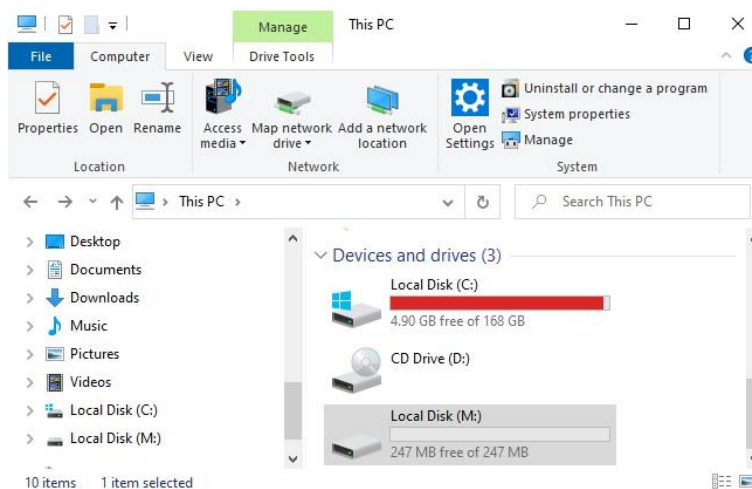 Manage
This PC
File
Computer
View
Drive Tools
Properties
Open
Rename
Access media
Map network drive
Add a network location
Open Settings
Uninstall or change a program
System properties
Manage
Location
Network
System
This PC
Search This PC
Desktop
Documents
Downloads
Music
Pictures
Videos
Local Disk (C:)
Local Disk (M:)
Devices and drives (3)
Local Disk (C:)
4.90 GB free of 168 GB
CD Drive (D:)
Local Disk (M:)
247 MB free of 247 MB
10 items
1 item selected